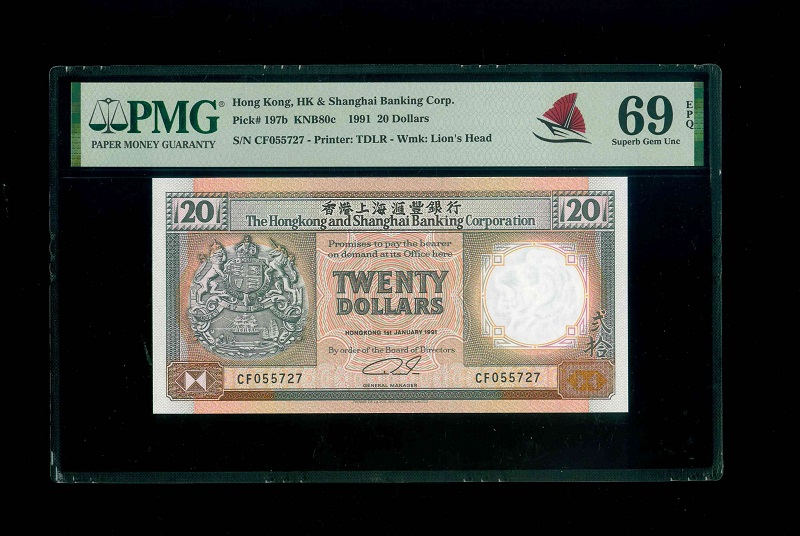 PMG®
PAPER MONEY GUARANTY
Hong Kong, HK & Shanghai Banking Corp.
Pick# 197b KNB80c 1991 20 Dollars
S/N CF055727 - Printer: TDLR - Wmk: Lion's Head
69
EPQ
Superb Gem Unc
20
香港上海滙豐銀行
20
The Hongkong and Shanghai Banking Corporation
Promises to pay the bearer
on demand at its Office here
TWENTY
DOLLARS
HONGKONG 1st JANUARY 1991
By order of the Board of Directors
貳拾
CF055727
CF055727
GENERAL MANAGER